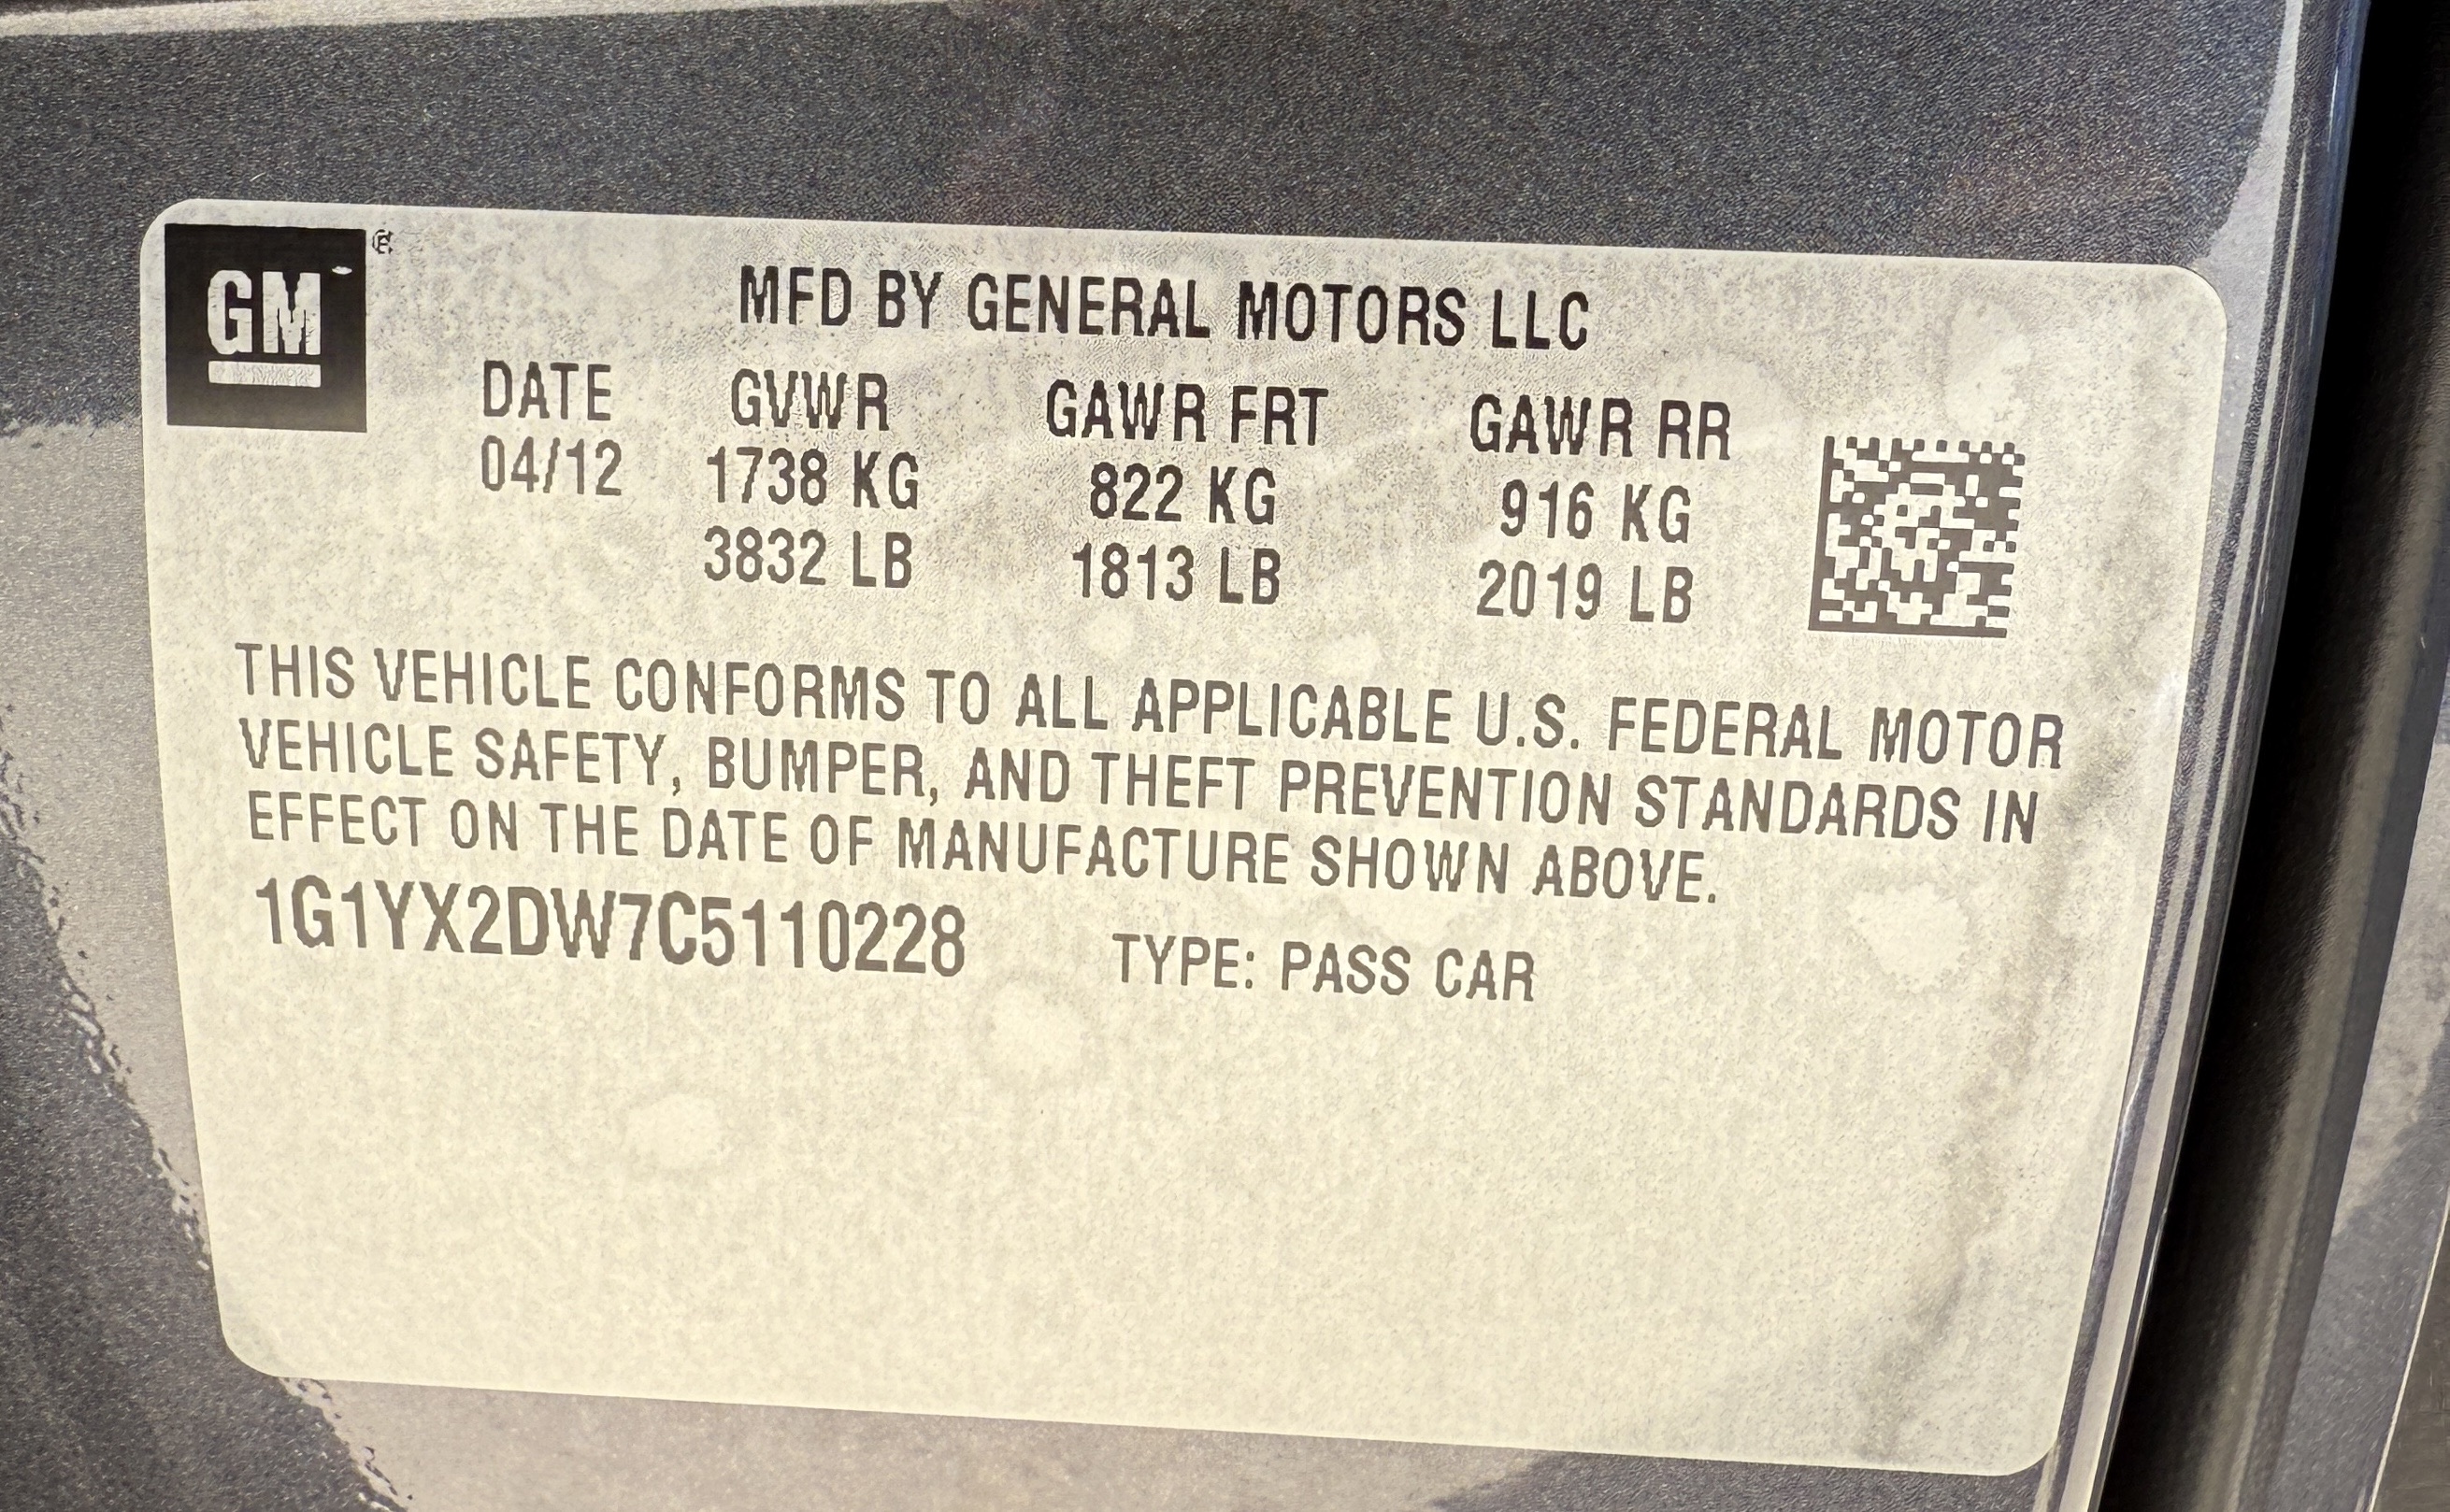 GM ®
MFD BY GENERAL MOTORS LLC
DATE GVWR GAWR FRT GAWR RR
04/12 1738 KG 822 KG 916 KG
3832 LB 1813 LB 2019 LB
THIS VEHICLE CONFORMS TO ALL APPLICABLE U.S. FEDERAL MOTOR
VEHICLE SAFETY, BUMPER, AND THEFT PREVENTION STANDARDS IN
EFFECT ON THE DATE OF MANUFACTURE SHOWN ABOVE.
1G1YX2DW7C5110228 TYPE: PASS CAR